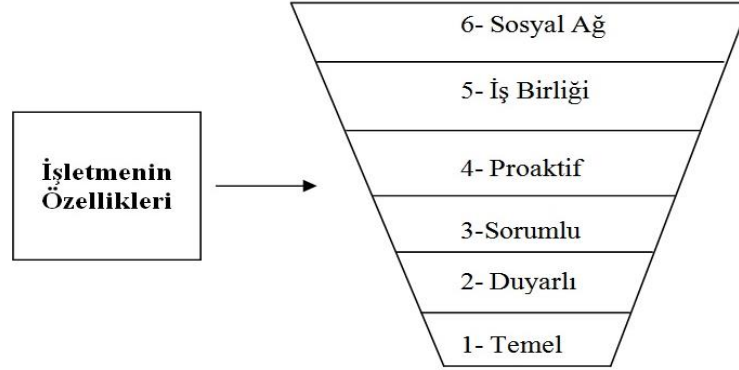 İşletmenin
Özellikleri
6- Sosyal Ağ
5- İş Birliği
4- Proaktif
3-Sorumlu
2- Duyarlı
1- Temel